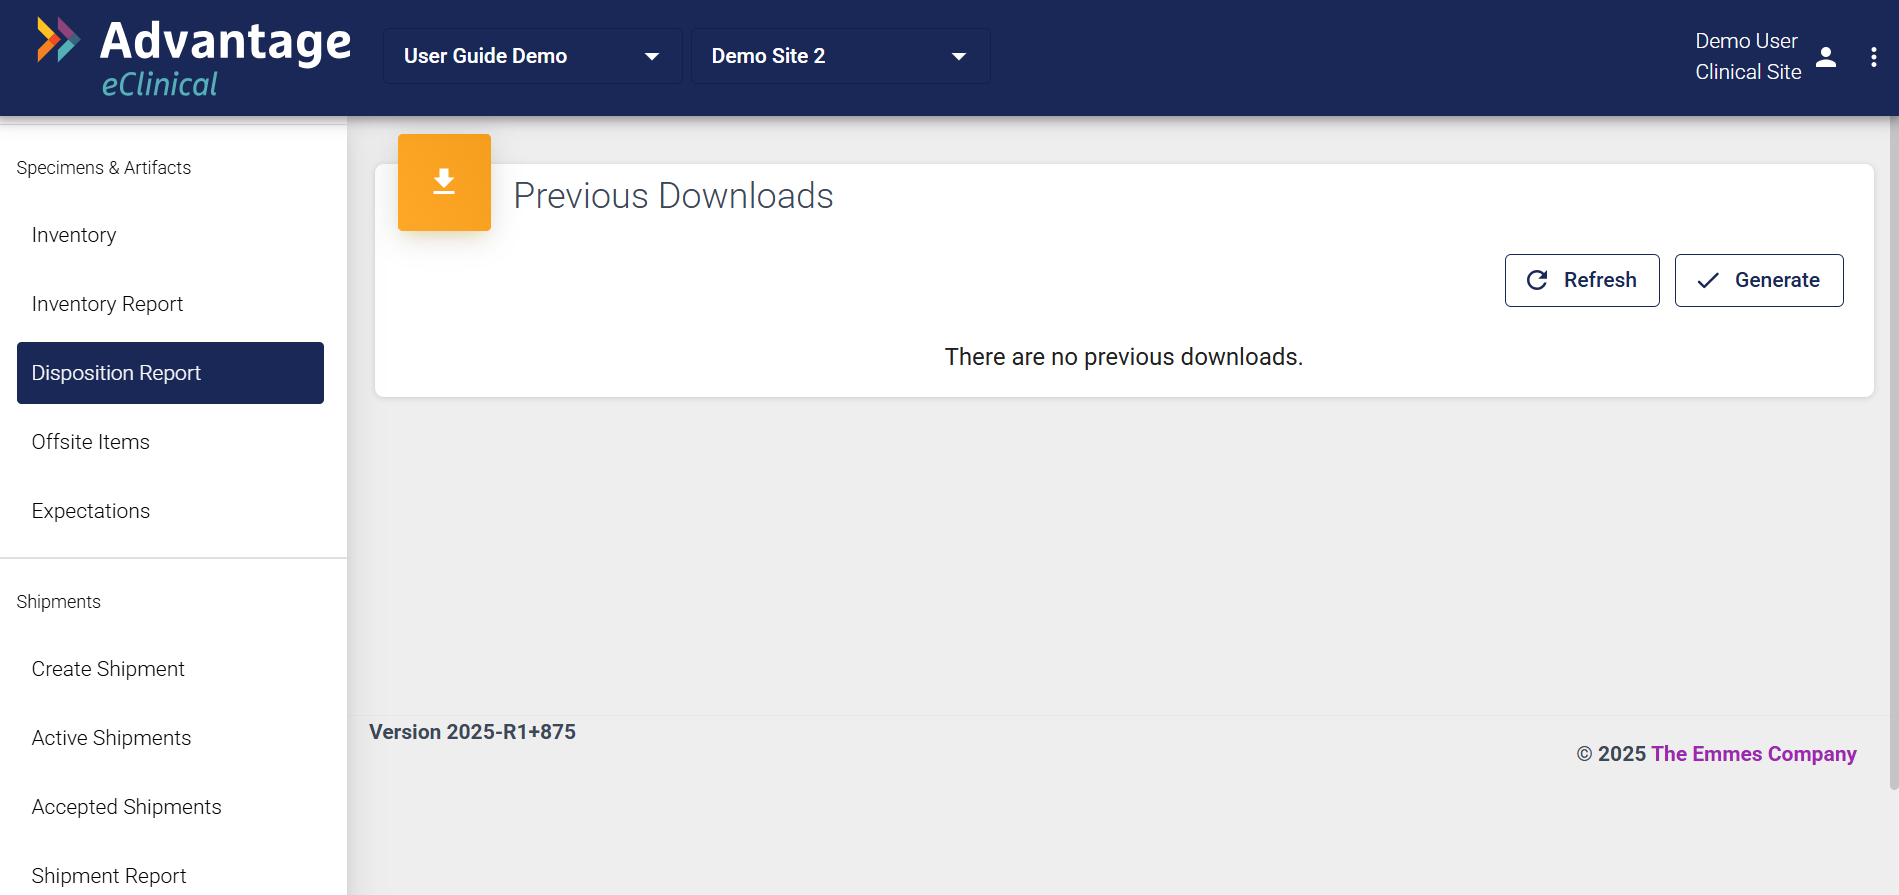 Advantage
eClinical
User Guide Demo
Demo Site 2
Demo User
Clinical Site
Specimens & Artifacts
Inventory
Inventory Report
Disposition Report
Offsite Items
Expectations
Shipments
Create Shipment
Active Shipments
Accepted Shipments
Shipment Report
Previous Downloads
Refresh
Generate
There are no previous downloads.
Version 2025-R1+875
© 2025 The Emmes Company